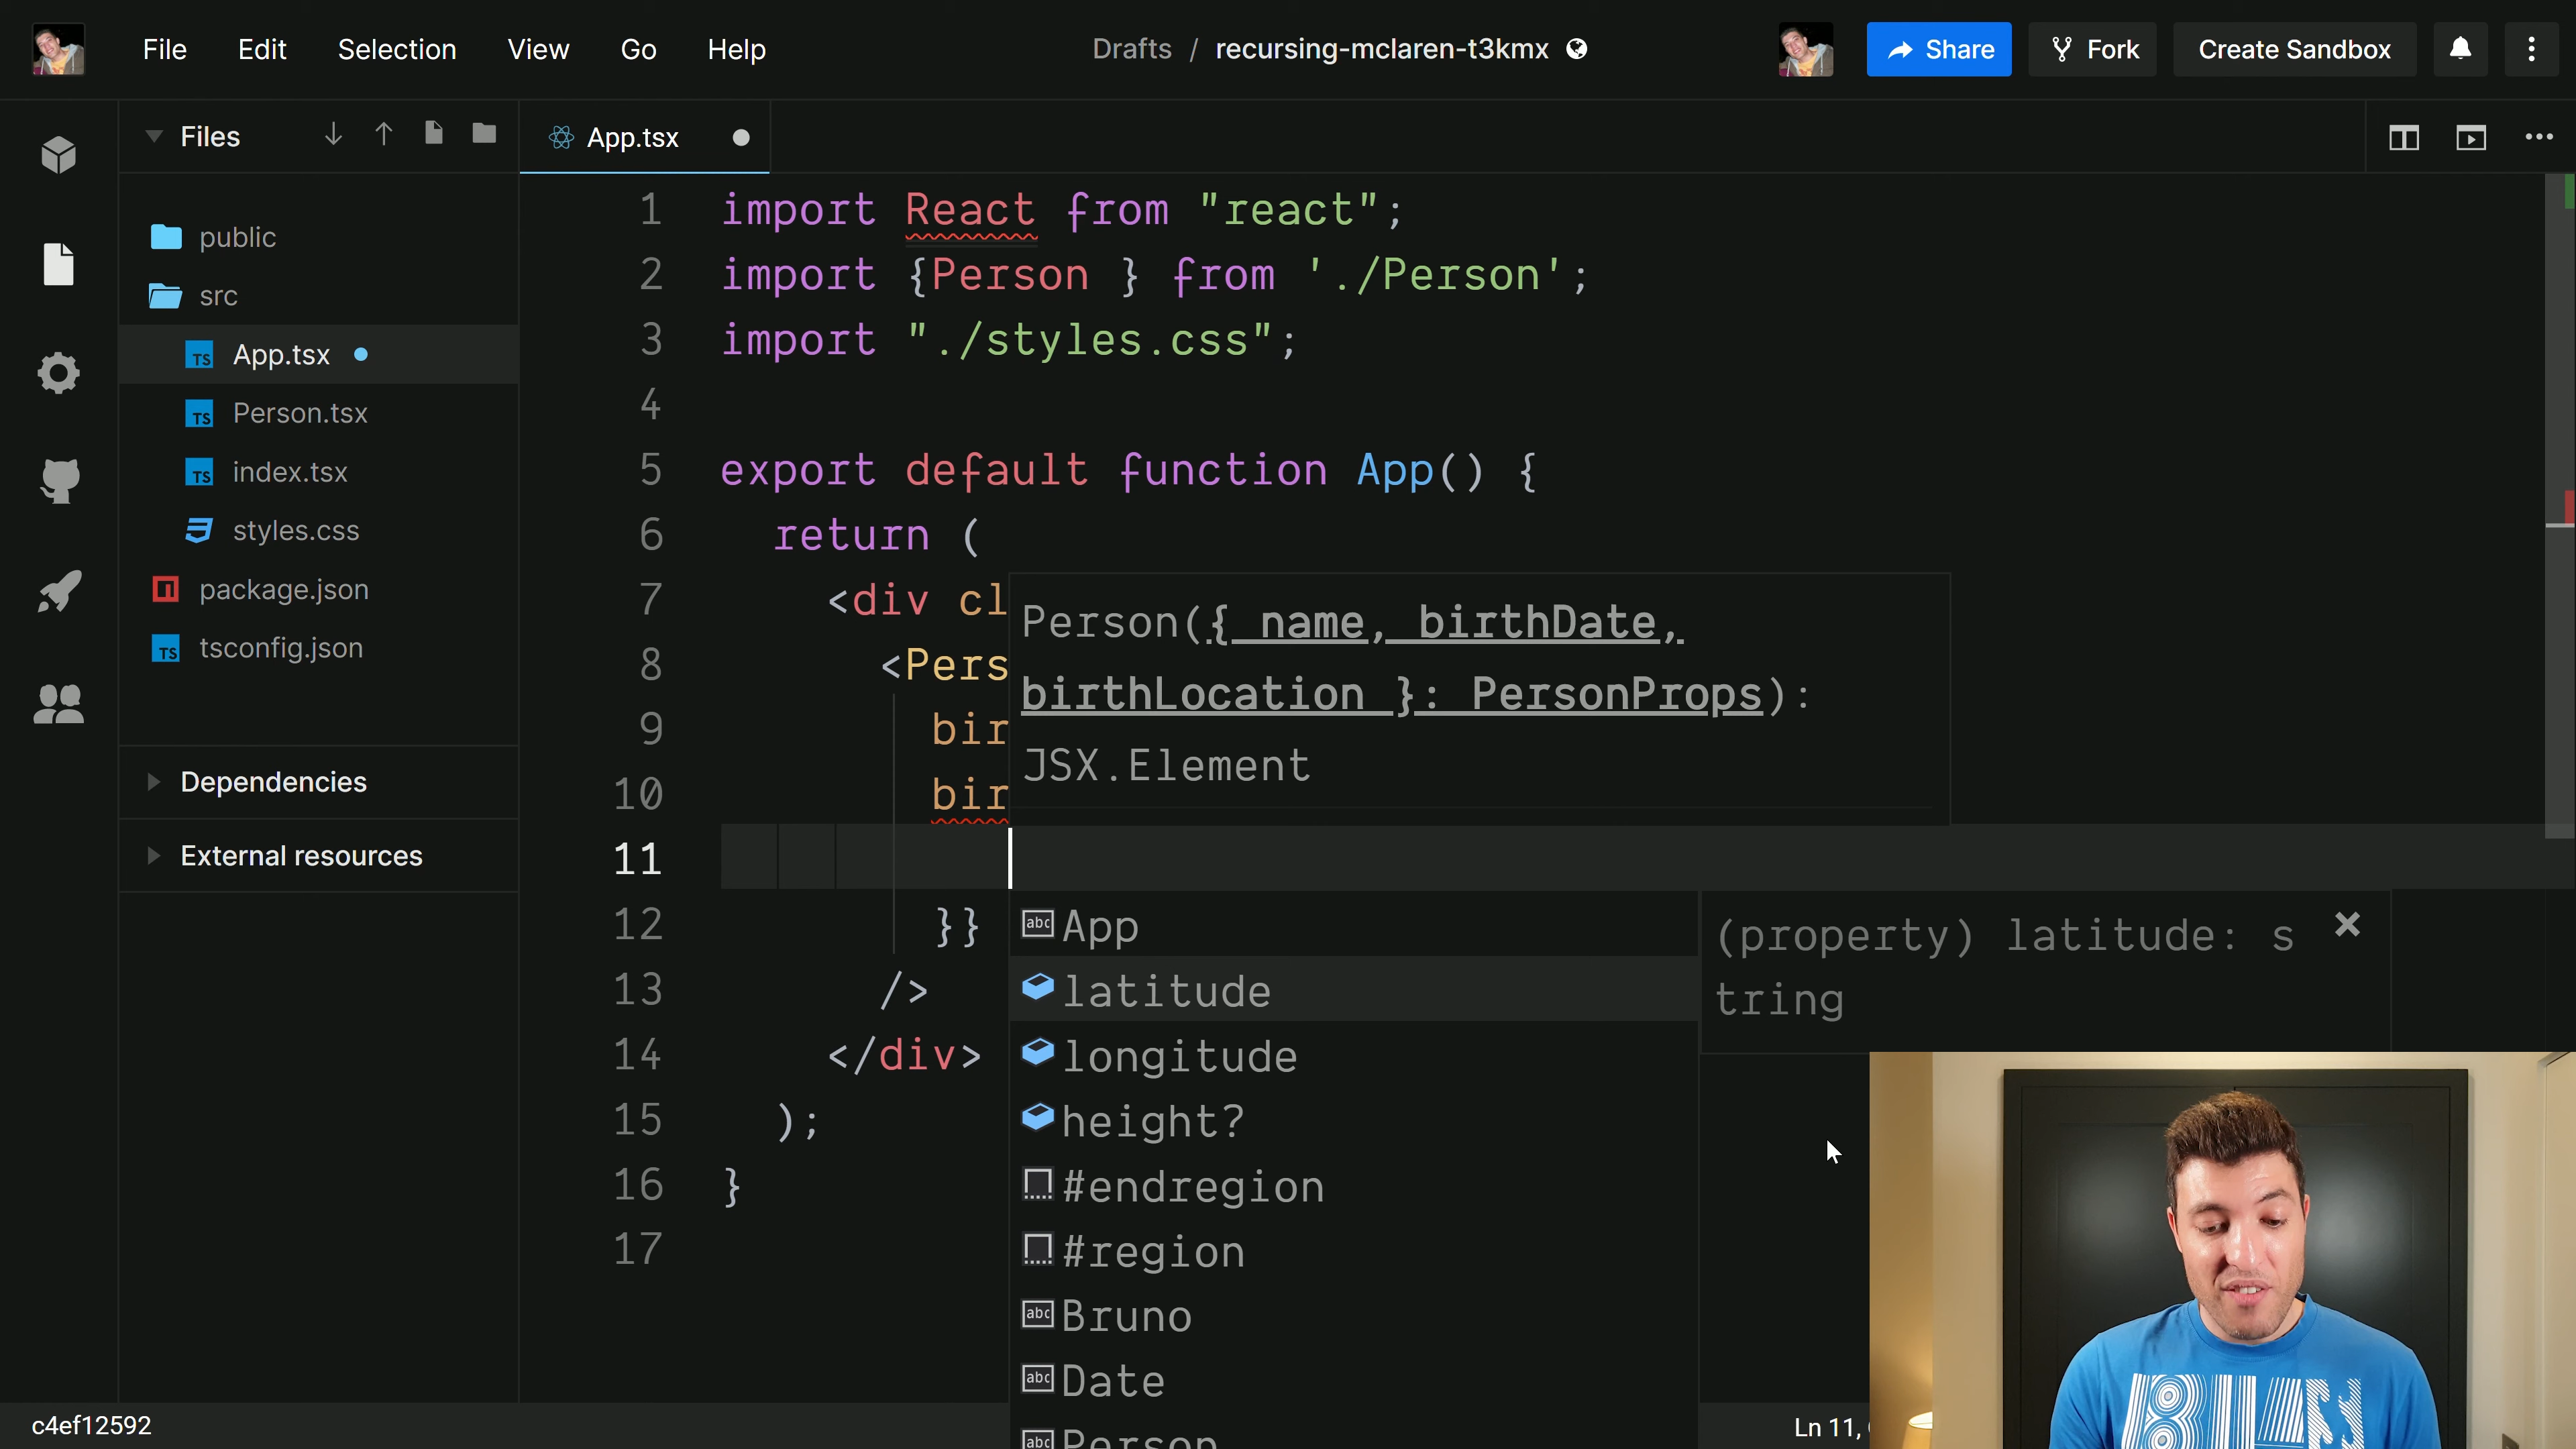 File Edit Selection View Go Help
Drafts / recursing-mclaren-t3kmx
Share
Fork
Create Sandbox
Files
public
src
App.tsx
Person.tsx
index.tsx
styles.css
package.json
tsconfig.json
Dependencies
External resources
App.tsx
1 import React from "react";
2 import {Person } from './Person';
3 import "./styles.css";
4
5 export default function App() {
6 return (
7 <div cl
8 <Pers
9 bir
10 bir
11
12 }}
13 />
14 </div>
15 );
16 }
17
Person({ name, birthDate,
birthLocation }: PersonProps):
JSX.Element
App
latitude
longitude
height?
#endregion
#region
Bruno
Date
Person
(property) latitude: s
tring
c4ef12592
Ln 11,